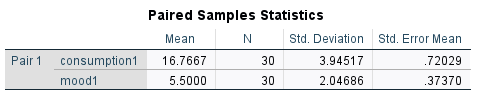 Paired Samples Statistics
Mean N Std. Deviation Std. Error Mean
Pair 1 consumption1 16.7667 30 3.94517 .72029
mood1 5.5000 30 2.04686 .37370